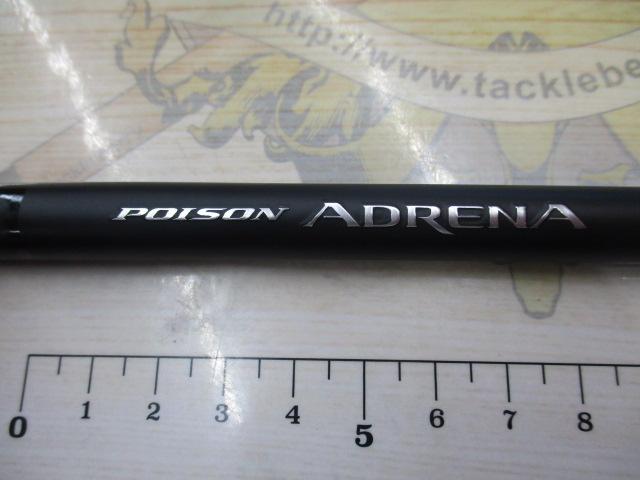 http://www.tacklebe
POISON ADRENA
0 1 2 3 4 5 6 7 8